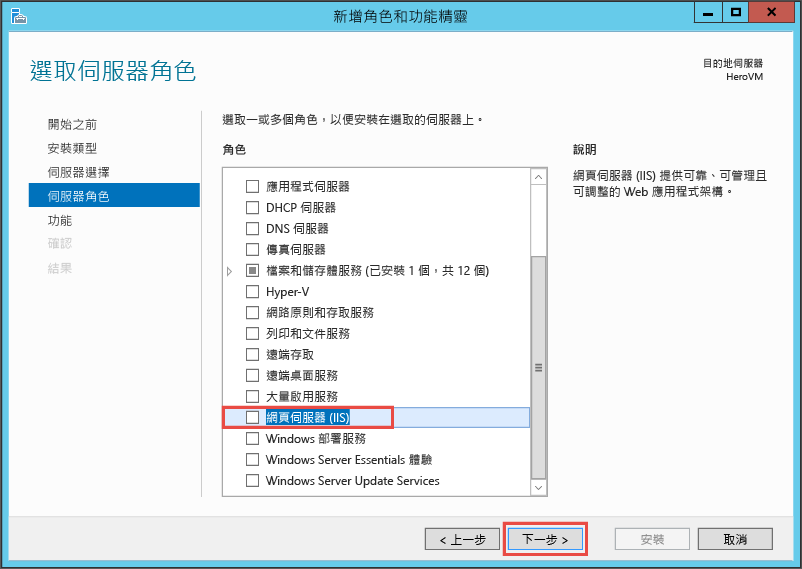 新增角色和功能精靈
選取伺服器角色
目的地伺服器
HeroVM
開始之前
安裝類型
伺服器選擇
伺服器角色
功能
確認
結果
選取一或多個角色，以便安裝在選取的伺服器上。
角色
應用程式伺服器
DHCP 伺服器
DNS 伺服器
傳真伺服器
檔案和儲存體服務 (已安裝 1 個，共 12 個)
Hyper-V
網路原則和存取服務
列印和文件服務
遠端存取
遠端桌面服務
大量啟用服務
網頁伺服器 (IIS)
Windows 部署服務
Windows Server Essentials 體驗
Windows Server Update Services
說明
網頁伺服器 (IIS) 提供可靠、可管理且
可調整的 Web 應用程式架構。
< 上一步
下一步 >
安裝
取消